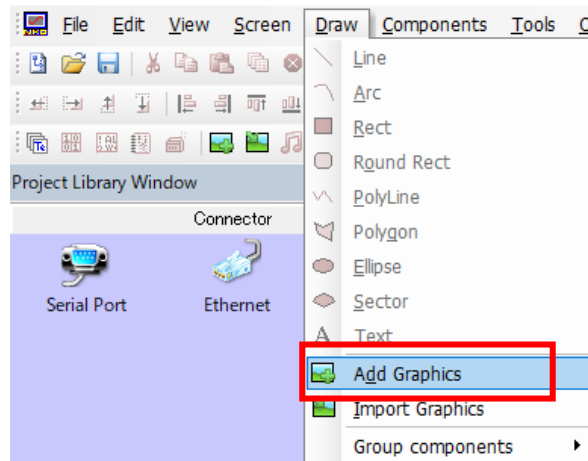 File Edit View Screen Draw Components Tools
Line
Arc
Rect
Round Rect
PolyLine
Polygon
Ellipse
Sector
Text
Add Graphics
Import Graphics
Group components
Project Library Window
Connector
Serial Port Ethernet